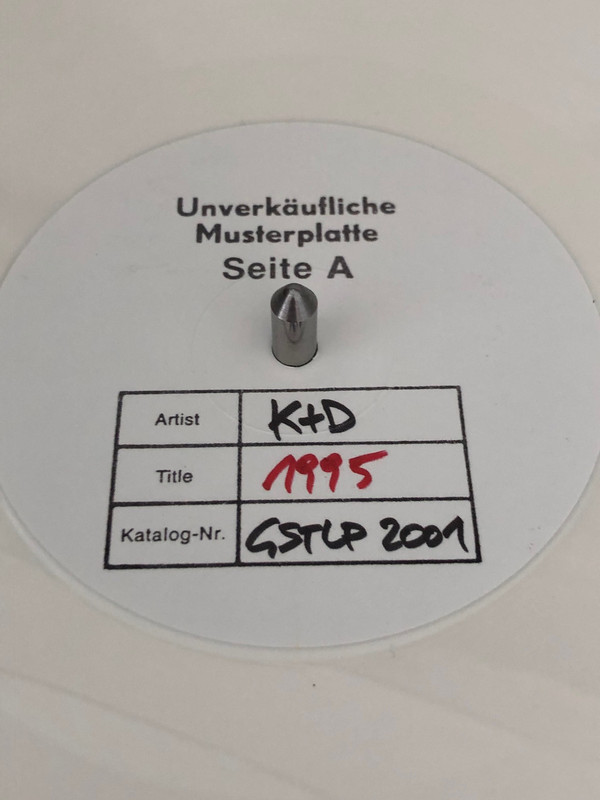 Unverkäufliche
Musterplatte
Seite A
Artist K+D
Title 1995
Katalog-Nr. GSTLP 2001